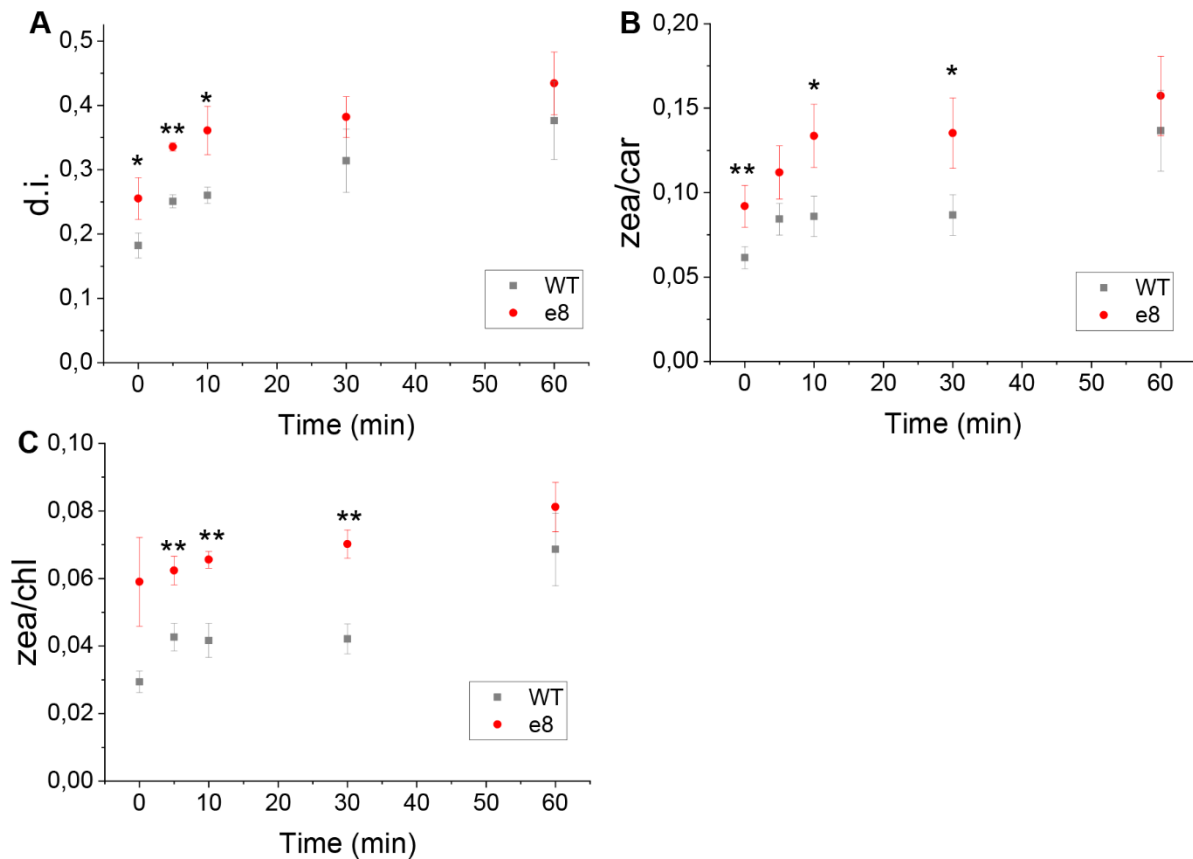 A
0,5
0,4
0,3
0,2
0,1
0,0
d.i.
*
**
*
WT
e8
0 10 20 30 40 50 60
Time (min)
B
0,20
0,15
0,10
0,05
0,00
zea/car
**
*
*
WT
e8
0 10 20 30 40 50 60
Time (min)
C
0,10
0,08
0,06
0,04
0,02
0,00
zea/chl
**
**
**
WT
e8
0 10 20 30 40 50 60
Time (min)